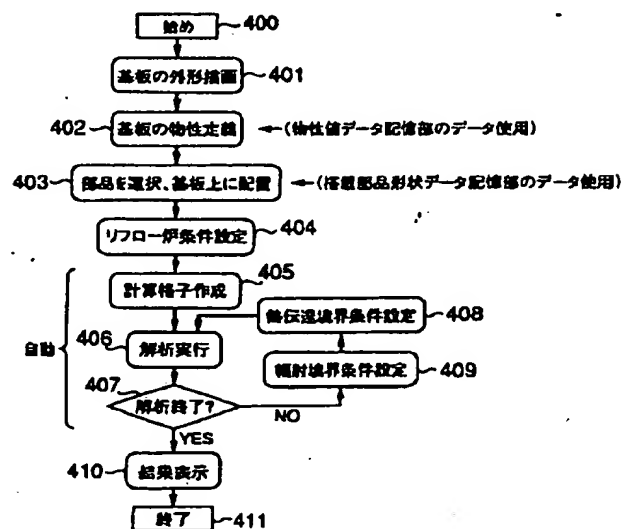 始め 400
基板の外形描画 401
402 基板の物性定義 (物性値データ記憶部のデータ使用)
403 部品を選択、基板上に配置 (搭載部品形状データ記憶部のデータ使用)
リフロー炉条件設定 404
計算格子作成 405
熱伝達境界条件設定 408
自動
406 解析実行
輻射境界条件設定 409
407 解析終了?
NO
YES
410 結果表示
終了 411